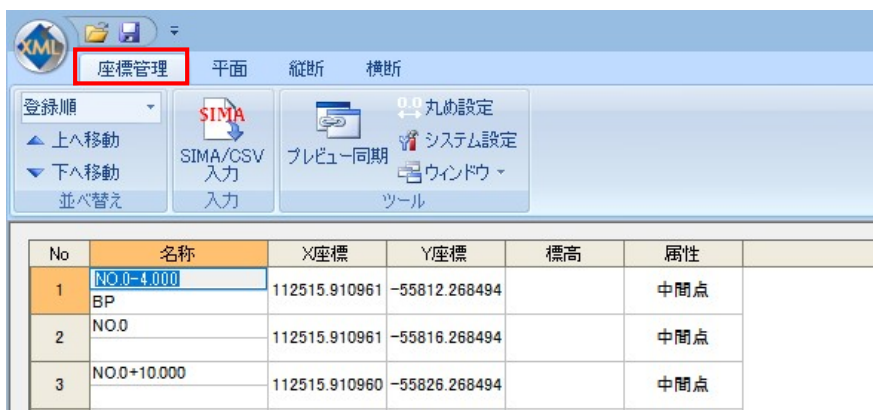 XML
座標管理 平面 縦断 横断
登録順
上へ移動
下へ移動
並べ替え
SIMA
SIMA/CSV
入力
入力
プレビュー同期
0.0 丸め設定
システム設定
ウィンドウ
ツール
No 名称 X座標 Y座標 標高 属性
1 NO.0-4.000 112515.910961 -55812.268494 中間点
BP
2 NO.0 112515.910961 -55816.268494 中間点
3 NO.0+10.000 112515.910960 -55826.268494 中間点